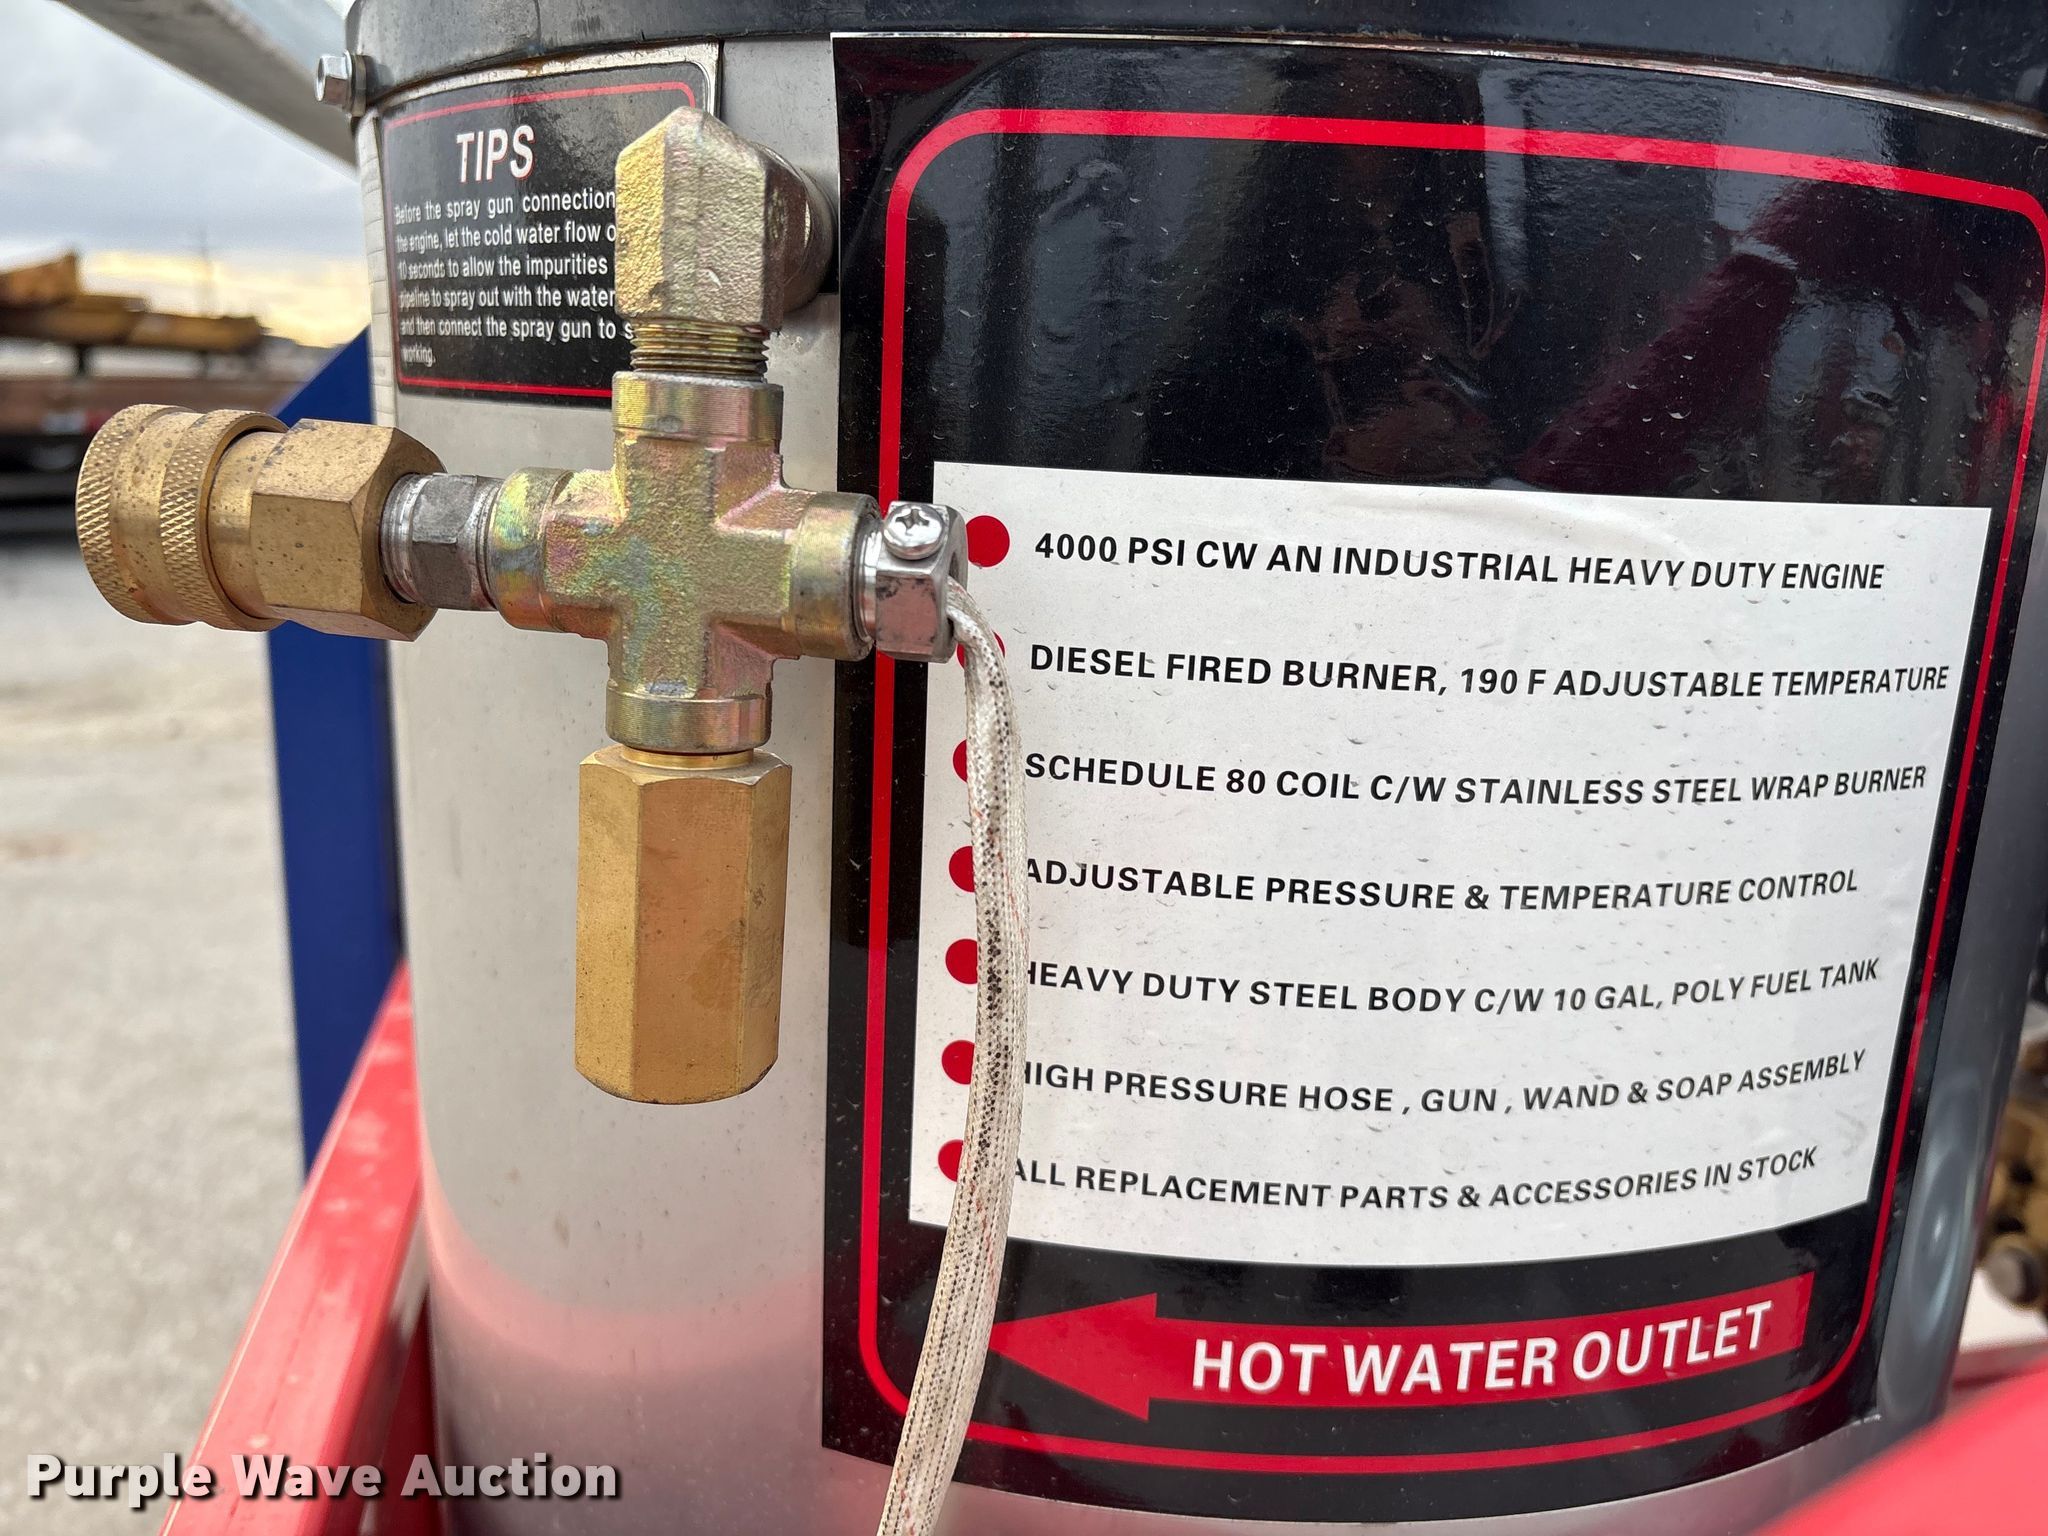 TIPS
Before the spray gun connection
the engine, let the cold water flow
10 seconds to allow the impurities
pipeline to spray out with the water
and then connect the spray gun to
working.
4000 PSI CW AN INDUSTRIAL HEAVY DUTY ENGINE
DIESEL FIRED BURNER, 190 F ADJUSTABLE TEMPERATURE
SCHEDULE 80 COIL C/W STAINLESS STEEL WRAP BURNER
ADJUSTABLE PRESSURE & TEMPERATURE CONTROL
HEAVY DUTY STEEL BODY C/W 10 GAL, POLY FUEL TANK
HIGH PRESSURE HOSE , GUN , WAND & SOAP ASSEMBLY
ALL REPLACEMENT PARTS & ACCESSORIES IN STOCK
HOT WATER OUTLET
Purple Wave Auction